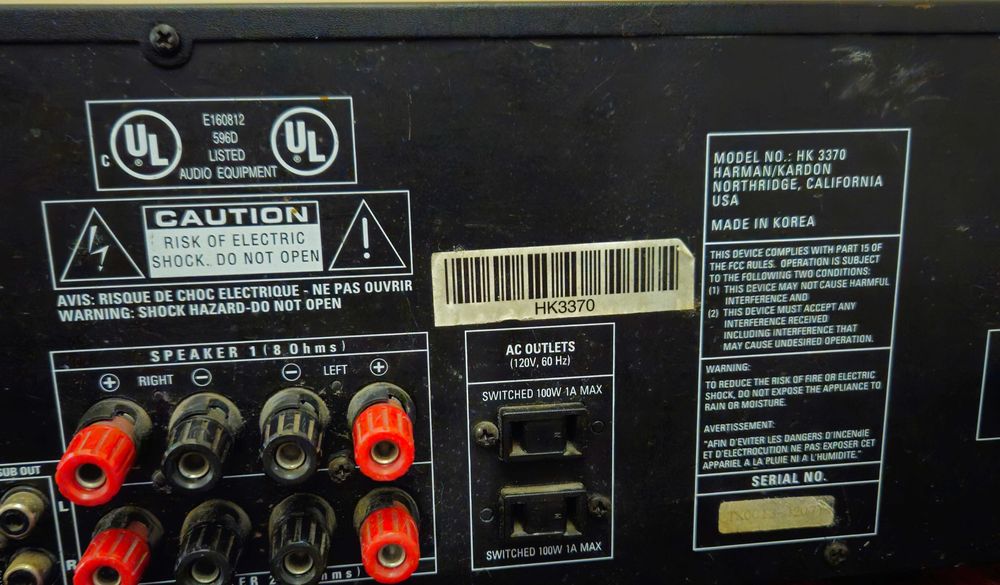 UL
E160812
596D
LISTED
AUDIO EQUIPMENT
C
UL
CAUTION
RISK OF ELECTRIC
SHOCK. DO NOT OPEN
AVIS: RISQUE DE CHOC ELECTRIQUE - NE PAS OUVRIR
WARNING: SHOCK HAZARD-DO NOT OPEN
HK3370
SPEAKER 1 (8 Ohms)
+ RIGHT - - LEFT +
SUB OUT
L
R
AC OUTLETS
(120V, 60 Hz)
SWITCHED 100W 1A MAX
SWITCHED 100W 1A MAX
MODEL NO.: HK 3370
HARMAN/KARDON
NORTHRIDGE, CALIFORNIA
USA
MADE IN KOREA
THIS DEVICE COMPLIES WITH PART 15 OF
THE FCC RULES. OPERATION IS SUBJECT
TO THE FOLLOWING TWO CONDITIONS:
(1) THIS DEVICE MAY NOT CAUSE HARMFUL
INTERFERENCE AND
(2) THIS DEVICE MUST ACCEPT ANY
INTERFERENCE RECEIVED
INCLUDING INTERFERENCE THAT
MAY CAUSE UNDESIRED OPERATION.
WARNING:
TO REDUCE THE RISK OF FIRE OR ELECTRIC
SHOCK, DO NOT EXPOSE THE APPLIANCE TO
RAIN OR MOISTURE.
AVERTISSEMENT:
"AFIN D'EVITER LES DANGERS D'INCENDIE
ET D'ELECTROCUTION NE PAS EXPOSER CET
APPAREIL A LA PLUIE NI A L'HUMIDITE."
SERIAL NO.